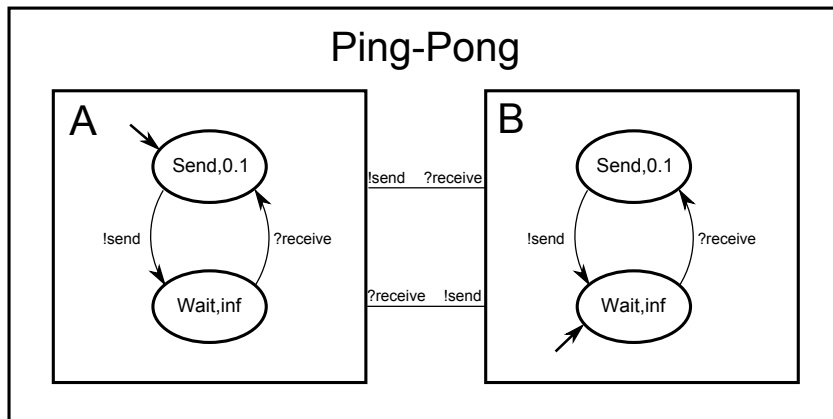 Ping-Pong
A
Send,0.1
!send
?receive
Wait,inf
!send ?receive
?receive !send
B
Send,0.1
!send
?receive
Wait,inf